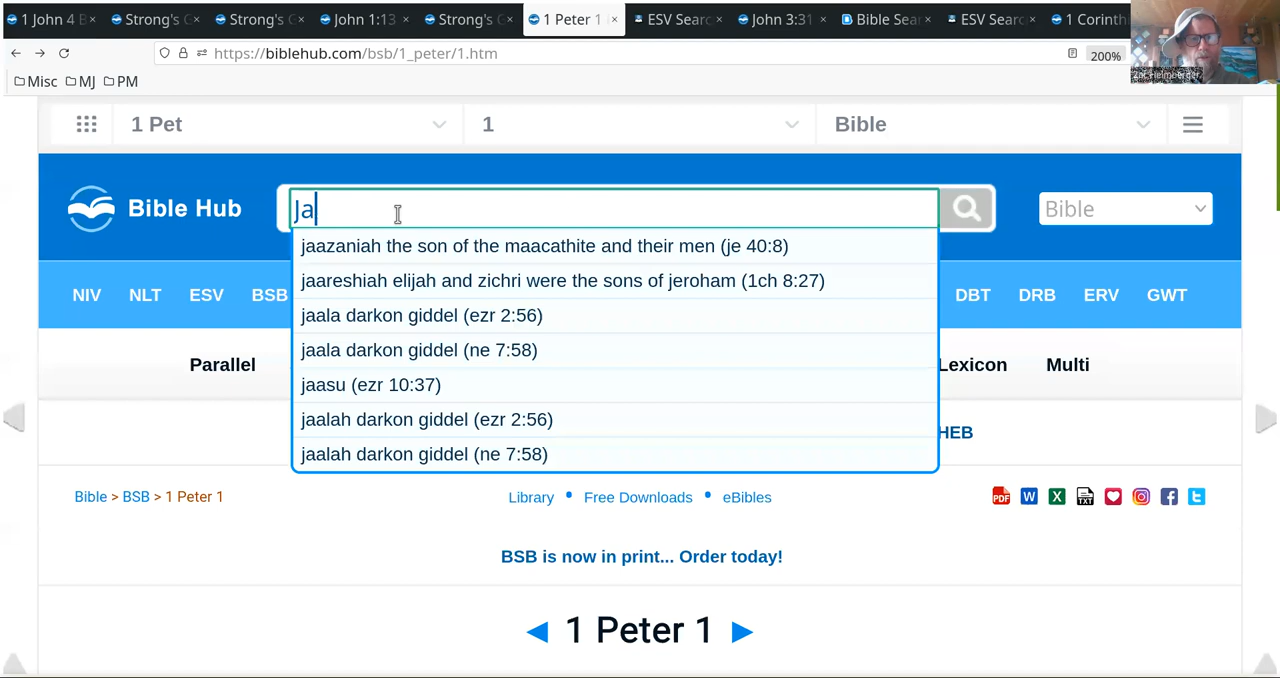 1 John 4 B
Strong's G
Strong's G
John 1:13
Strong's G
1 Peter 1
ESV Searc
John 3:31
Bible Sear
ESV Searc
1 Corinth
https://biblehub.com/bsb/1_peter/1.htm
200%
Misc
MJ
PM
Zac Helmberger
1 Pet
1
Bible
Bible Hub
Ja
Bible
jaazaniah the son of the maacathite and their men (je 40:8)
jaareshiah elijah and zichri were the sons of jeroham (1ch 8:27)
jaala darkon giddel (ezr 2:56)
jaala darkon giddel (ne 7:58)
jaasu (ezr 10:37)
jaalah darkon giddel (ezr 2:56)
jaalah darkon giddel (ne 7:58)
NIV NLT ESV BSB DBT DRB ERV GWT
Parallel Lexicon Multi
HEB
Bible > BSB > 1 Peter 1
Library • Free Downloads • eBibles
PDF W X TXT
BSB is now in print... Order today!
◀ 1 Peter 1 ▶